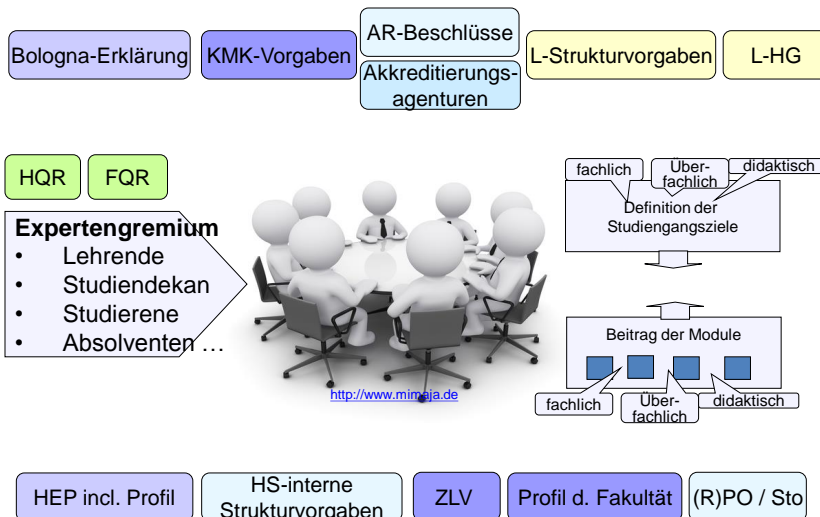 Bologna-Erklärung
KMK-Vorgaben
AR-Beschlüsse
Akkreditierungs-
agenturen
L-Strukturvorgaben
L-HG
HQR
FQR
Expertengremium
• Lehrende
• Studiendekan
• Studierene
• Absolventen …
http://www.mimaja.de
fachlich
Über-
fachlich
didaktisch
Definition der
Studiengangsziele
Beitrag der Module
fachlich
Über-
fachlich
didaktisch
HEP incl. Profil
HS-interne
Strukturvorgaben
ZLV
Profil d. Fakultät
(R)PO / Sto